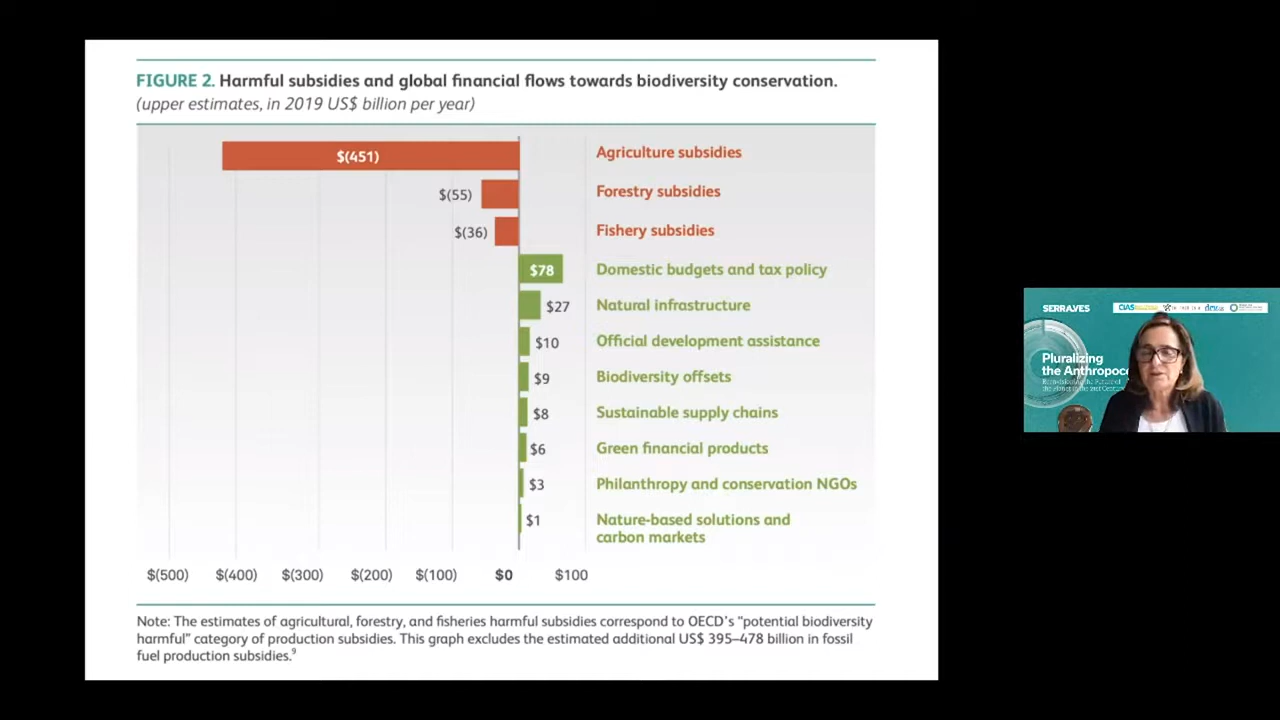 FIGURE 2. Harmful subsidies and global financial flows towards biodiversity conservation.
(upper estimates, in 2019 US$ billion per year)
$(451) Agriculture subsidies
$(55) Forestry subsidies
$(36) Fishery subsidies
$78 Domestic budgets and tax policy
$27 Natural infrastructure
$10 Official development assistance
$9 Biodiversity offsets
$8 Sustainable supply chains
$6 Green financial products
$3 Philanthropy and conservation NGOs
$1 Nature-based solutions and
carbon markets
$(500) $(400) $(300) $(200) $(100) $0 $100
Note: The estimates of agricultural, forestry, and fisheries harmful subsidies correspond to OECD's "potential biodiversity
harmful" category of production subsidies. This graph excludes the estimated additional US$ 395–478 billion in fossil
fuel production subsidies.9
SERRALVES
Pluralizing
the Anthropoc